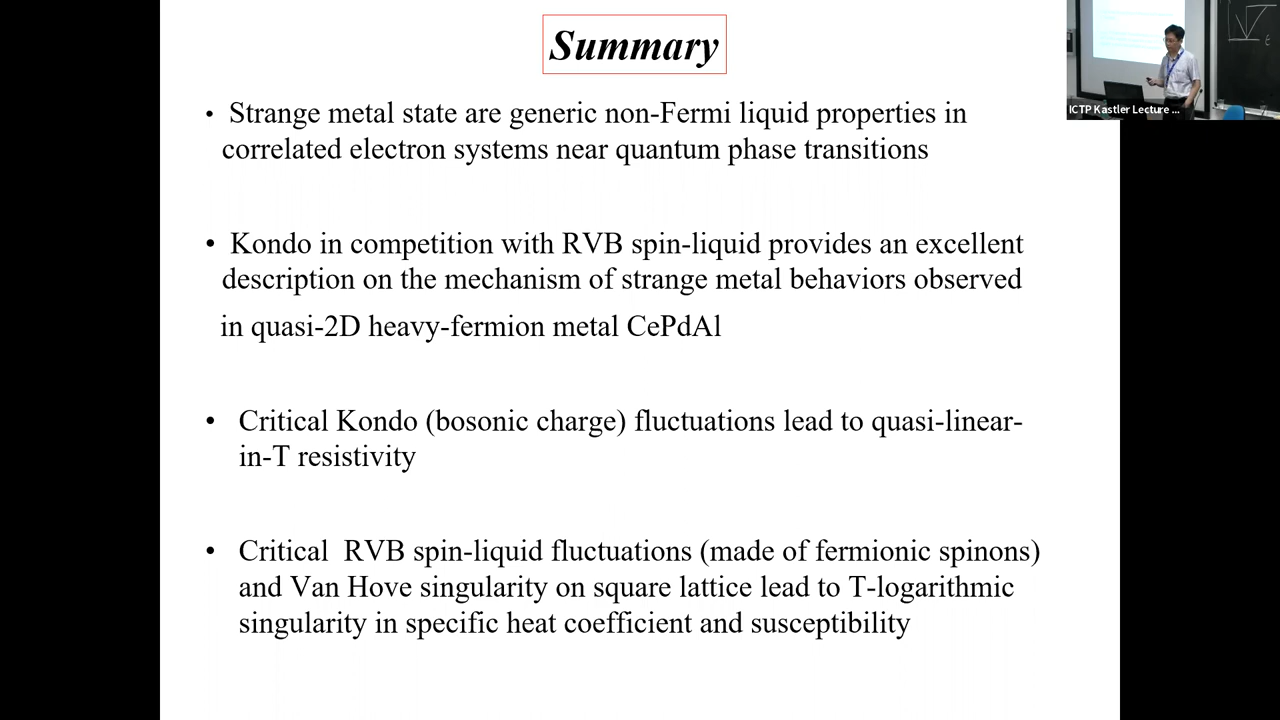 Summary
ICTP Kastler Lecture ...
• Strange metal state are generic non-Fermi liquid properties in
correlated electron systems near quantum phase transitions
• Kondo in competition with RVB spin-liquid provides an excellent
description on the mechanism of strange metal behaviors observed
in quasi-2D heavy-fermion metal CePdAl
• Critical Kondo (bosonic charge) fluctuations lead to quasi-linear-
in-T resistivity
• Critical RVB spin-liquid fluctuations (made of fermionic spinons)
and Van Hove singularity on square lattice lead to T-logarithmic
singularity in specific heat coefficient and susceptibility